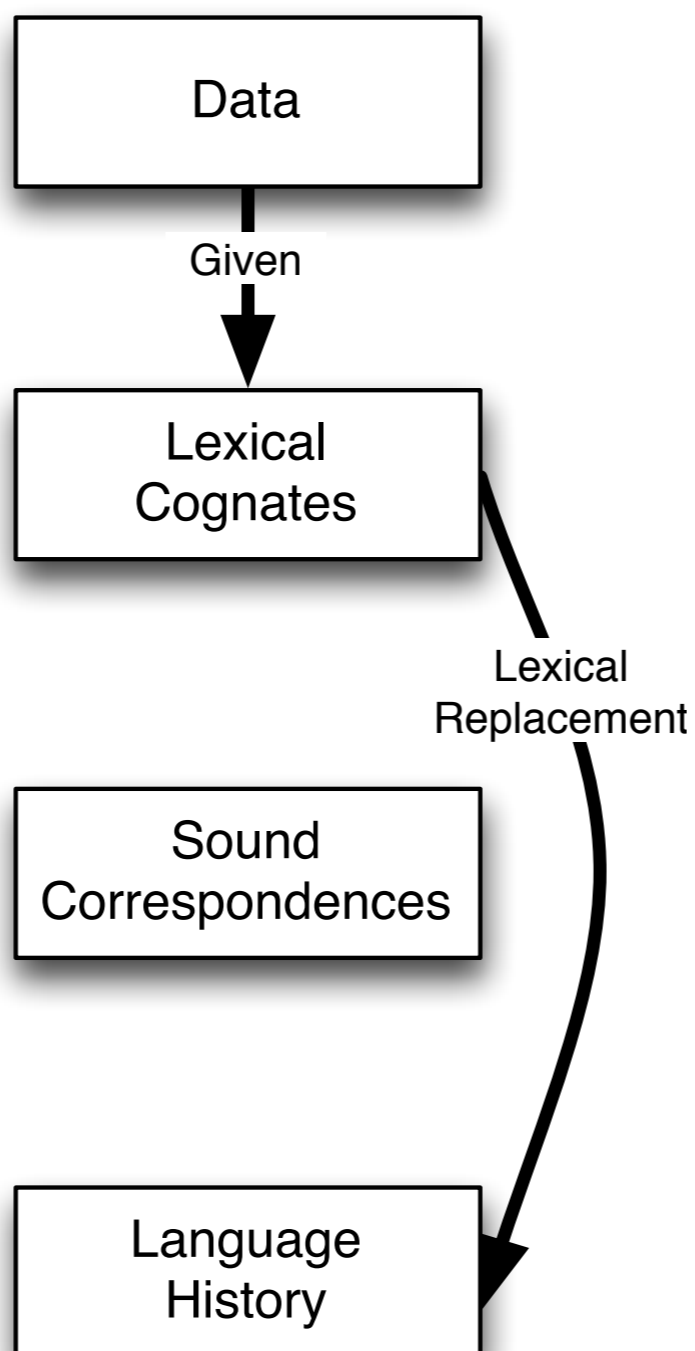 Data
Given
Lexical
Cognates
Lexical
Replacement
Sound
Correspondences
Language
History